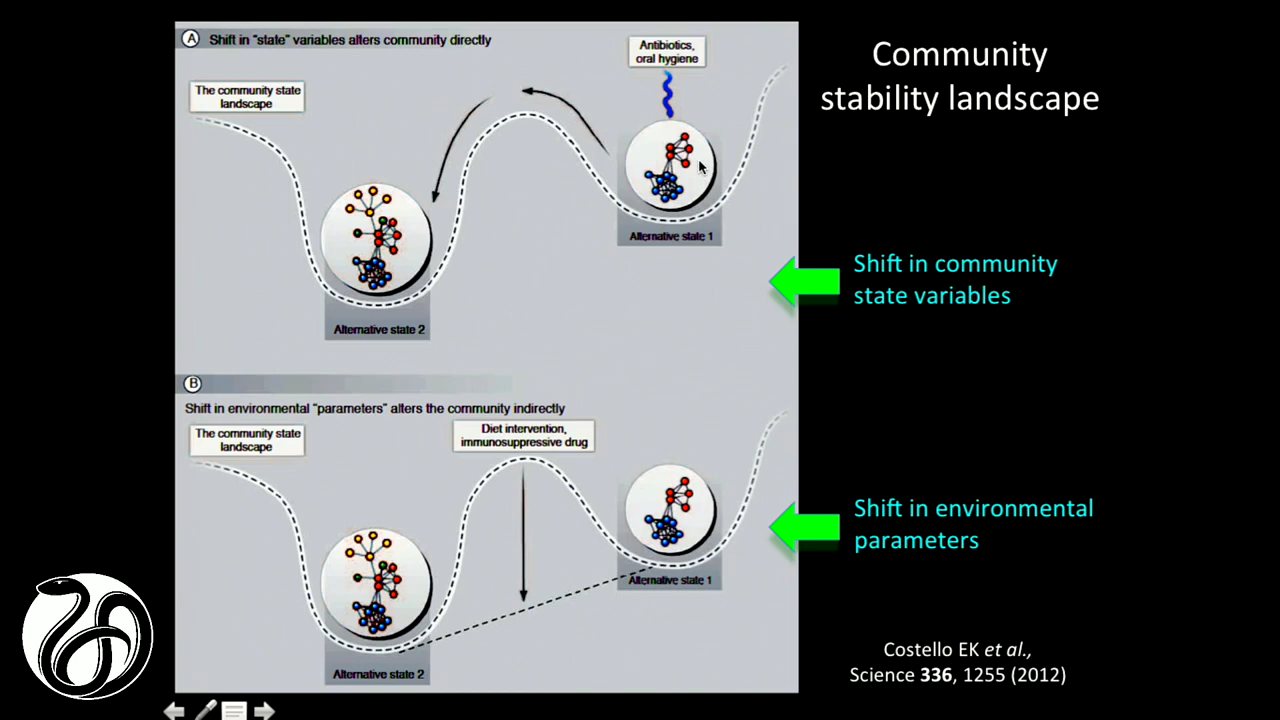 Community
stability landscape
A
Shift in "state" variables alters community directly
Antibiotics,
oral hygiene
The community state
landscape
Alternative state 1
Alternative state 2
Shift in community
state variables
B
Shift in environmental "parameters" alters the community indirectly
The community state
landscape
Diet intervention,
immunosuppressive drug
Alternative state 1
Alternative state 2
Shift in environmental
parameters
Costello EK et al.,
Science 336, 1255 (2012)